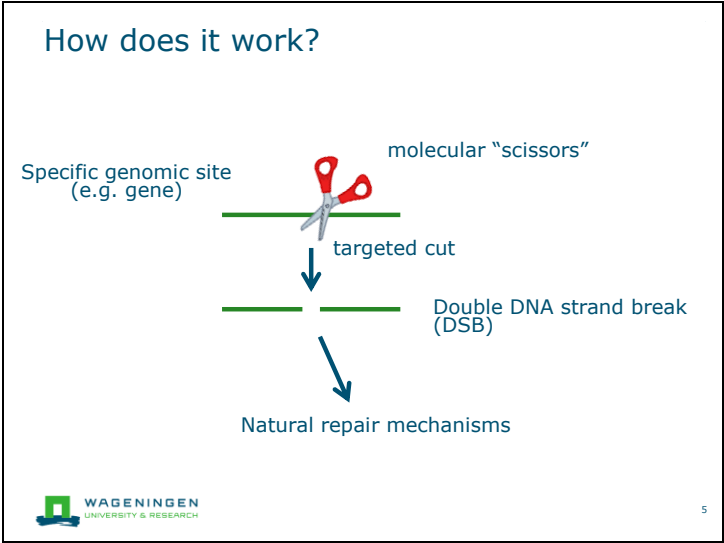 How does it work?
molecular “scissors”
Specific genomic site
(e.g. gene)
targeted cut
Double DNA strand break
(DSB)
Natural repair mechanisms
WAGENINGEN
UNIVERSITY & RESEARCH
5